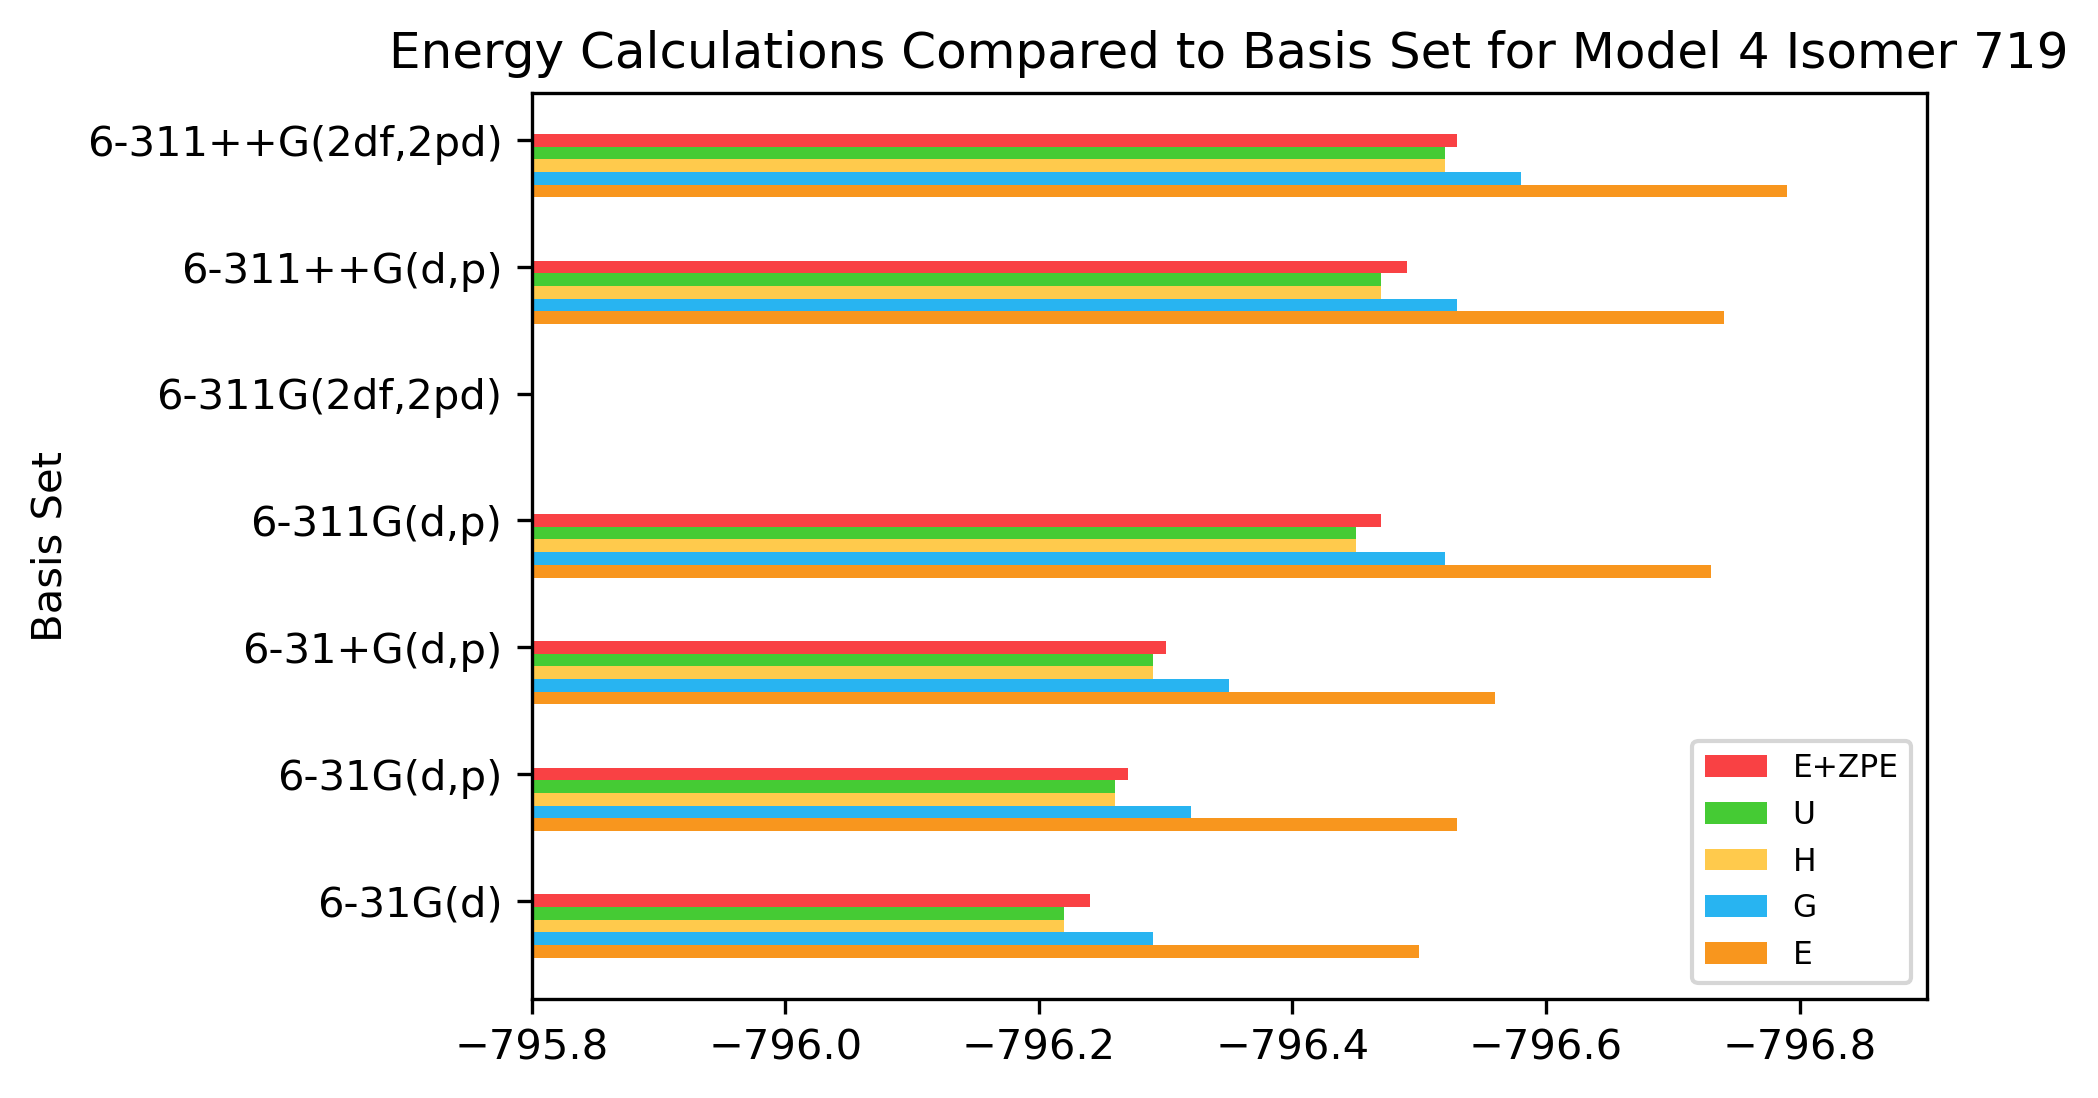 Energy Calculations Compared to Basis Set for Model 4 Isomer 719
6-311++G(2df,2pd)
6-311++G(d,p)
6-311G(2df,2pd)
6-311G(d,p)
6-31+G(d,p)
6-31G(d,p)
6-31G(d)
Basis Set
E+ZPE
U
H
G
E
−795.8 −796.0 −796.2 −796.4 −796.6 −796.8